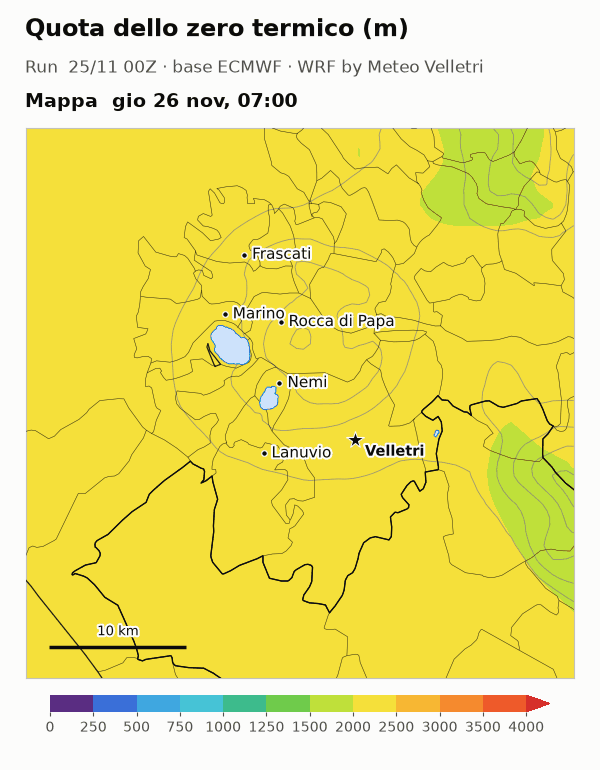 Quota dello zero termico (m)
Run  25/11 00Z · base ECMWF · WRF by Meteo Velletri
Mappa  gio 26 nov, 07:00
Frascati
Marino
Rocca di Papa
Nemi
Velletri
Lanuvio
10 km
0 250 500 750 1000 1250 1500 2000 2500 3000 3500 4000